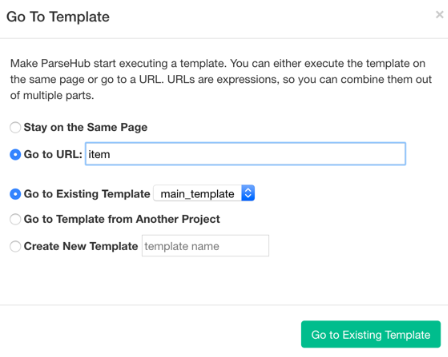 Go To Template ×
Make ParseHub start executing a template. You can either execute the template on
the same page or go to a URL. URLs are expressions, so you can combine them out
of multiple parts.
Stay on the Same Page
Go to URL: item
Go to Existing Template main_template
Go to Template from Another Project
Create New Template template name
Go to Existing Template